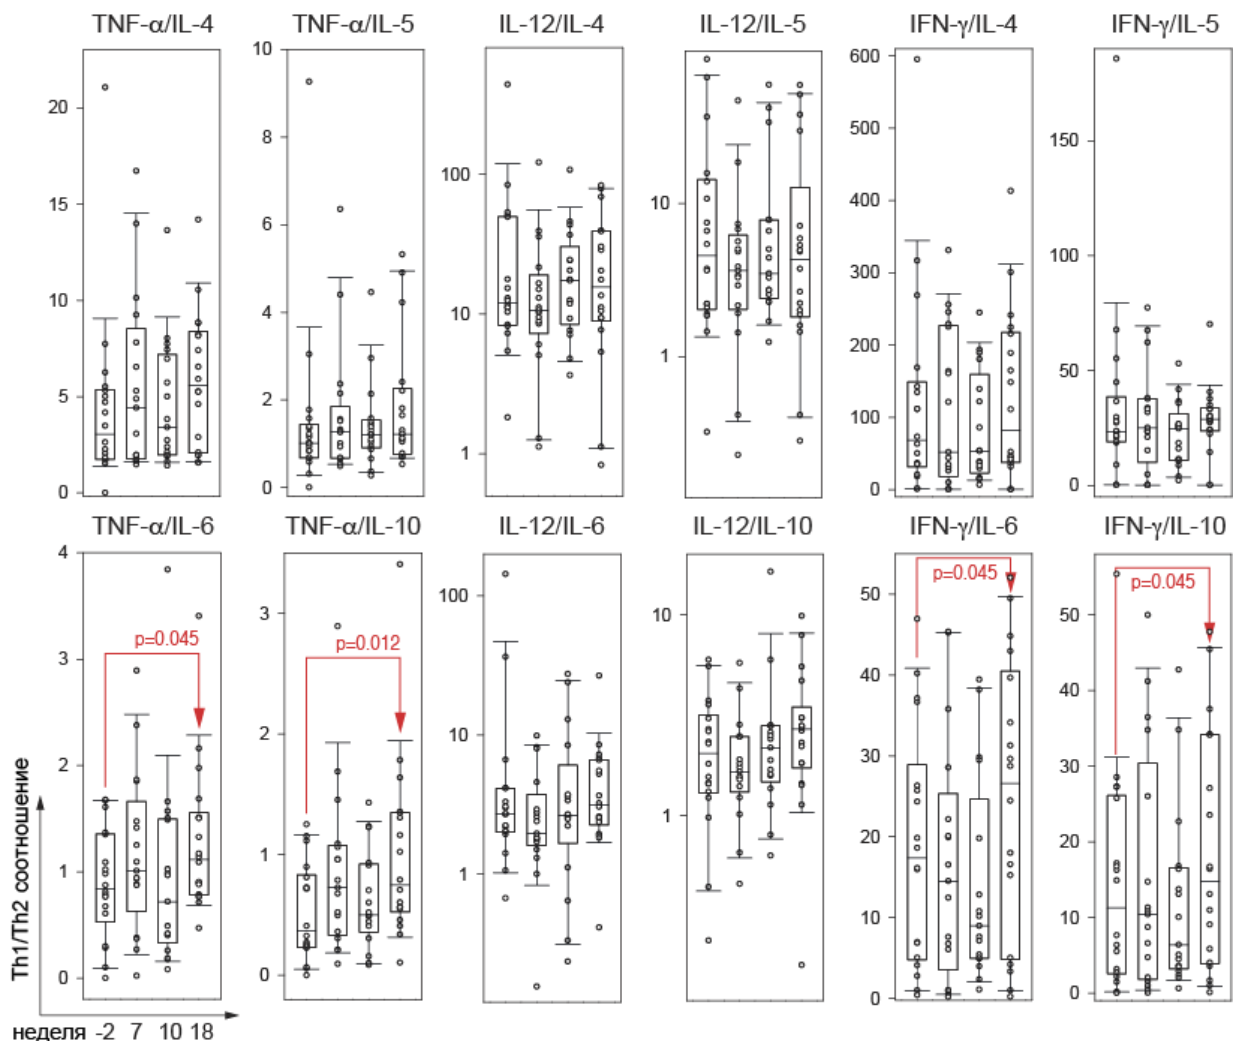 TNF-α/IL-4 TNF-α/IL-5 IL-12/IL-4 IL-12/IL-5 IFN-γ/IL-4 IFN-γ/IL-5
20 15 10 5 0
10 8 6 4 2 0
100 10 1
10 1
600 500 400 300 200 100 0
150 100 50 0
TNF-α/IL-6 TNF-α/IL-10 IL-12/IL-6 IL-12/IL-10 IFN-γ/IL-6 IFN-γ/IL-10
4 3 2 1 0
p=0.045
3 2 1 0
p=0.012
100 10 1
10 1
50 40 30 20 10 0
p=0.045
50 40 30 20 10 0
p=0.045
Th1/Th2 соотношение
неделя -2 7 10 18